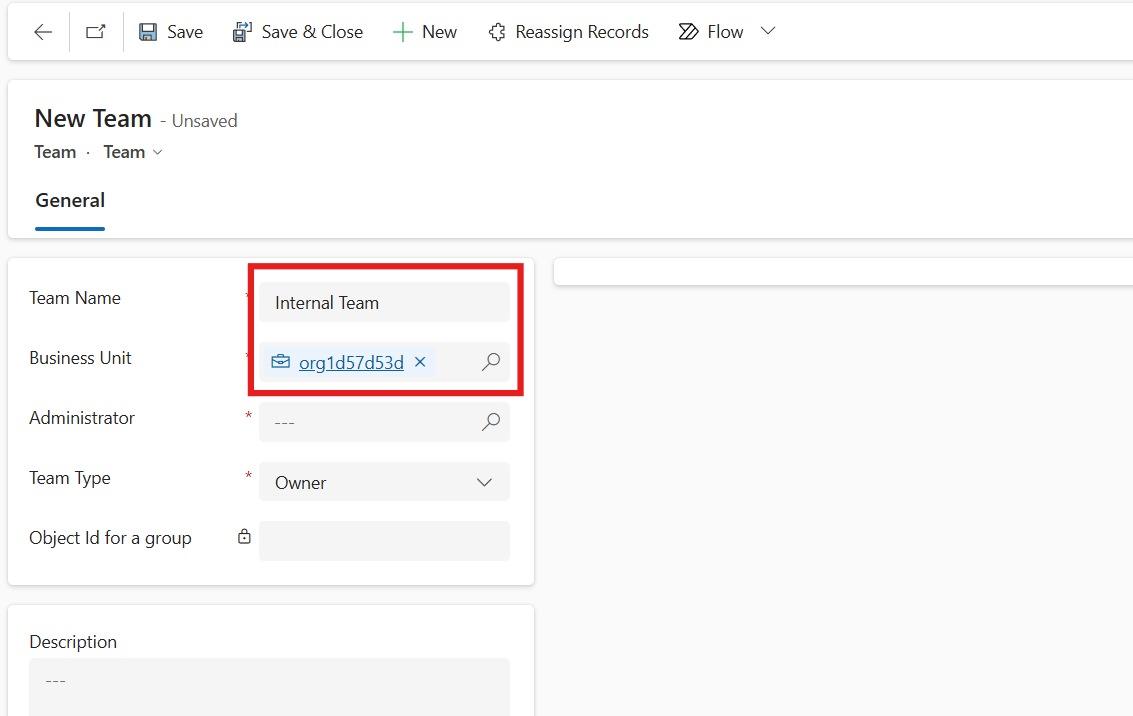 Save Save & Close New Reassign Records Flow
New Team - Unsaved
Team · Team
General
Team Name * Internal Team
Business Unit * org1d57d53d
Administrator * ---
Team Type * Owner
Object Id for a group
Description
---